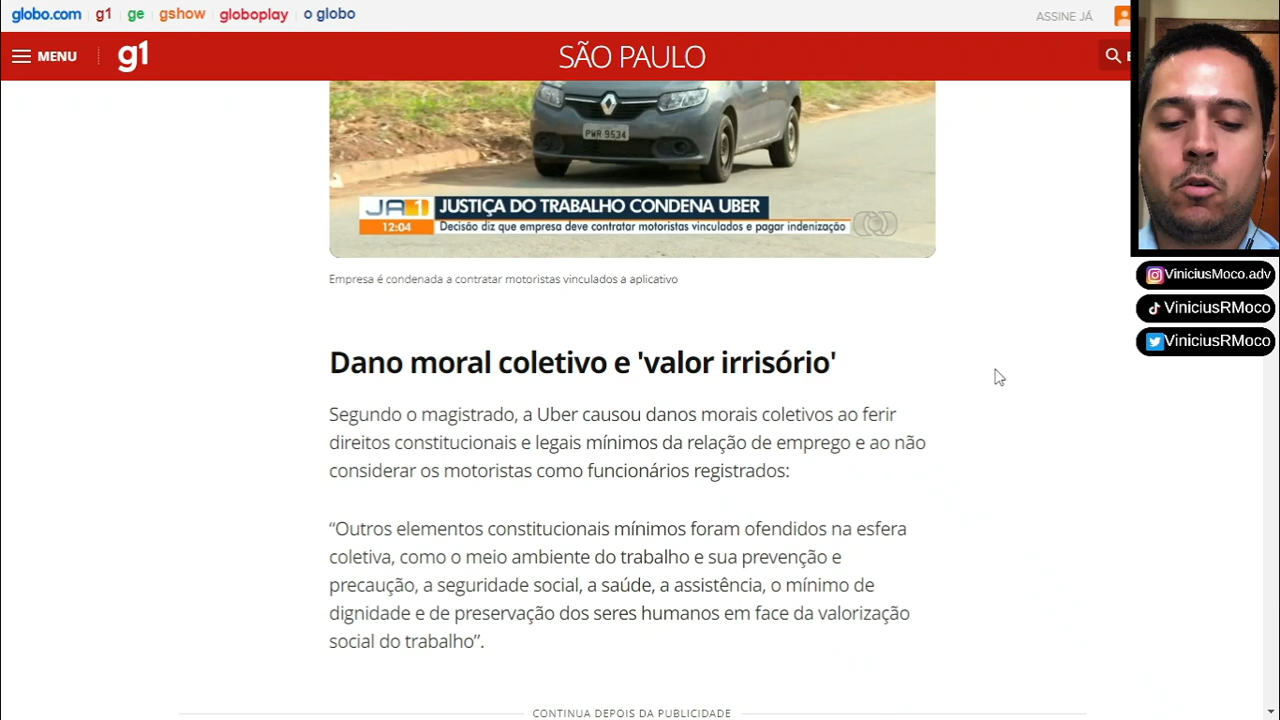 globo.com g1 ge gshow globoplay o globo ASSINE JÁ
MENU g1 SÃO PAULO
PWR 9534
JA1 JUSTIÇA DO TRABALHO CONDENA UBER
12:04 Decisão diz que empresa deve contratar motoristas vinculados e pagar indenização
Empresa é condenada a contratar motoristas vinculados a aplicativo
ViniciusMoco.adv
ViniciusRMoco
ViniciusRMoco
Dano moral coletivo e 'valor irrisório'
Segundo o magistrado, a Uber causou danos morais coletivos ao ferir
direitos constitucionais e legais mínimos da relação de emprego e ao não
considerar os motoristas como funcionários registrados:
“Outros elementos constitucionais mínimos foram ofendidos na esfera
coletiva, como o meio ambiente do trabalho e sua prevenção e
precaução, a seguridade social, a saúde, a assistência, o mínimo de
dignidade e de preservação dos seres humanos em face da valorização
social do trabalho”.
CONTINUA DEPOIS DA PUBLICIDADE